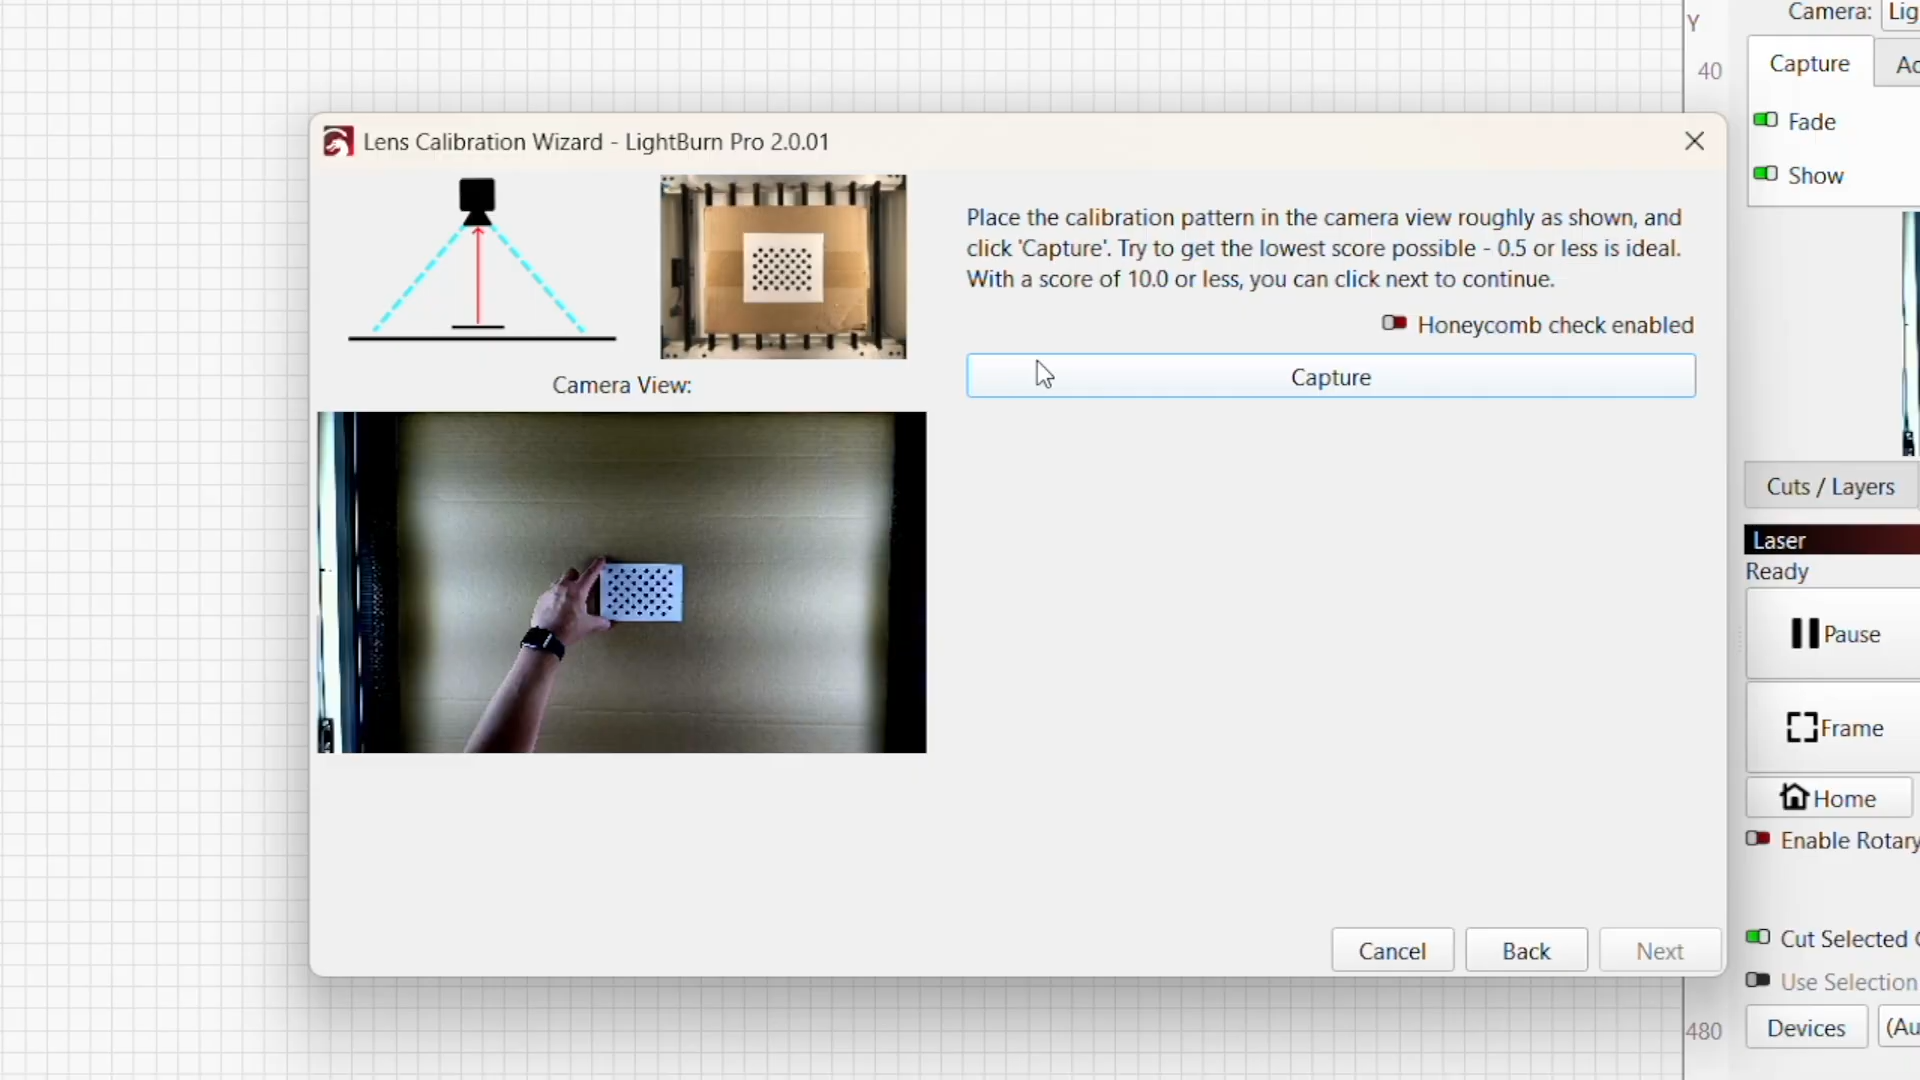 Y
40
Camera:
Capture
Fade
Show
Lens Calibration Wizard - LightBurn Pro 2.0.01
Place the calibration pattern in the camera view roughly as shown, and
click 'Capture'. Try to get the lowest score possible - 0.5 or less is ideal.
With a score of 10.0 or less, you can click next to continue.
Honeycomb check enabled
Capture
Camera View:
Cancel
Back
Next
Cuts / Layers
Laser
Ready
Pause
Frame
Home
Enable Rotary
Cut Selected
Use Selection
480
Devices